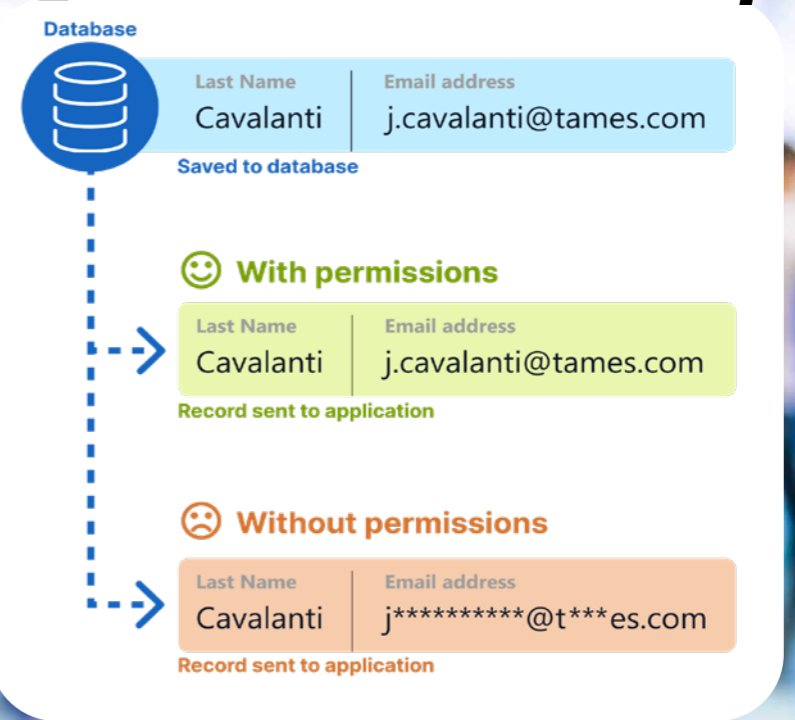 Database
Last Name Email address
Cavalanti j.cavalanti@tames.com
Saved to database
With permissions
Last Name Email address
Cavalanti j.cavalanti@tames.com
Record sent to application
Without permissions
Last Name Email address
Cavalanti j**********@t***es.com
Record sent to application